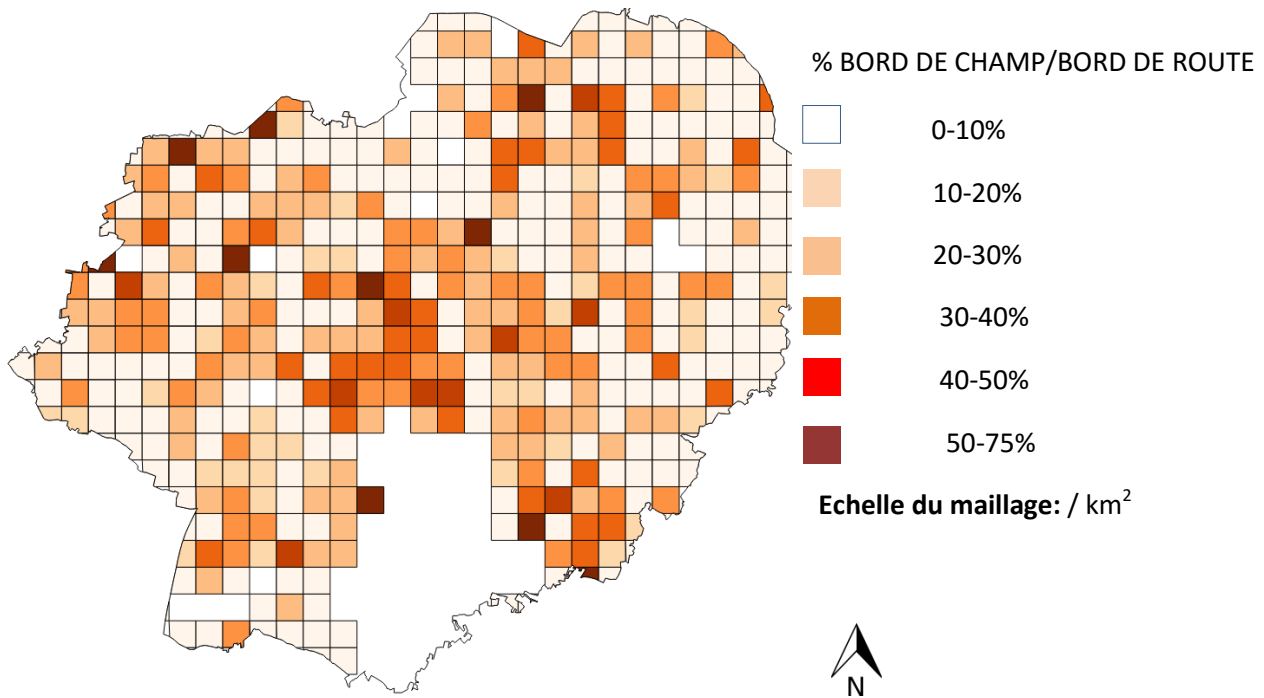 % BORD DE CHAMP/BORD DE ROUTE
0-10%
10-20%
20-30%
30-40%
40-50%
50-75%
Echelle du maillage: / km²
N